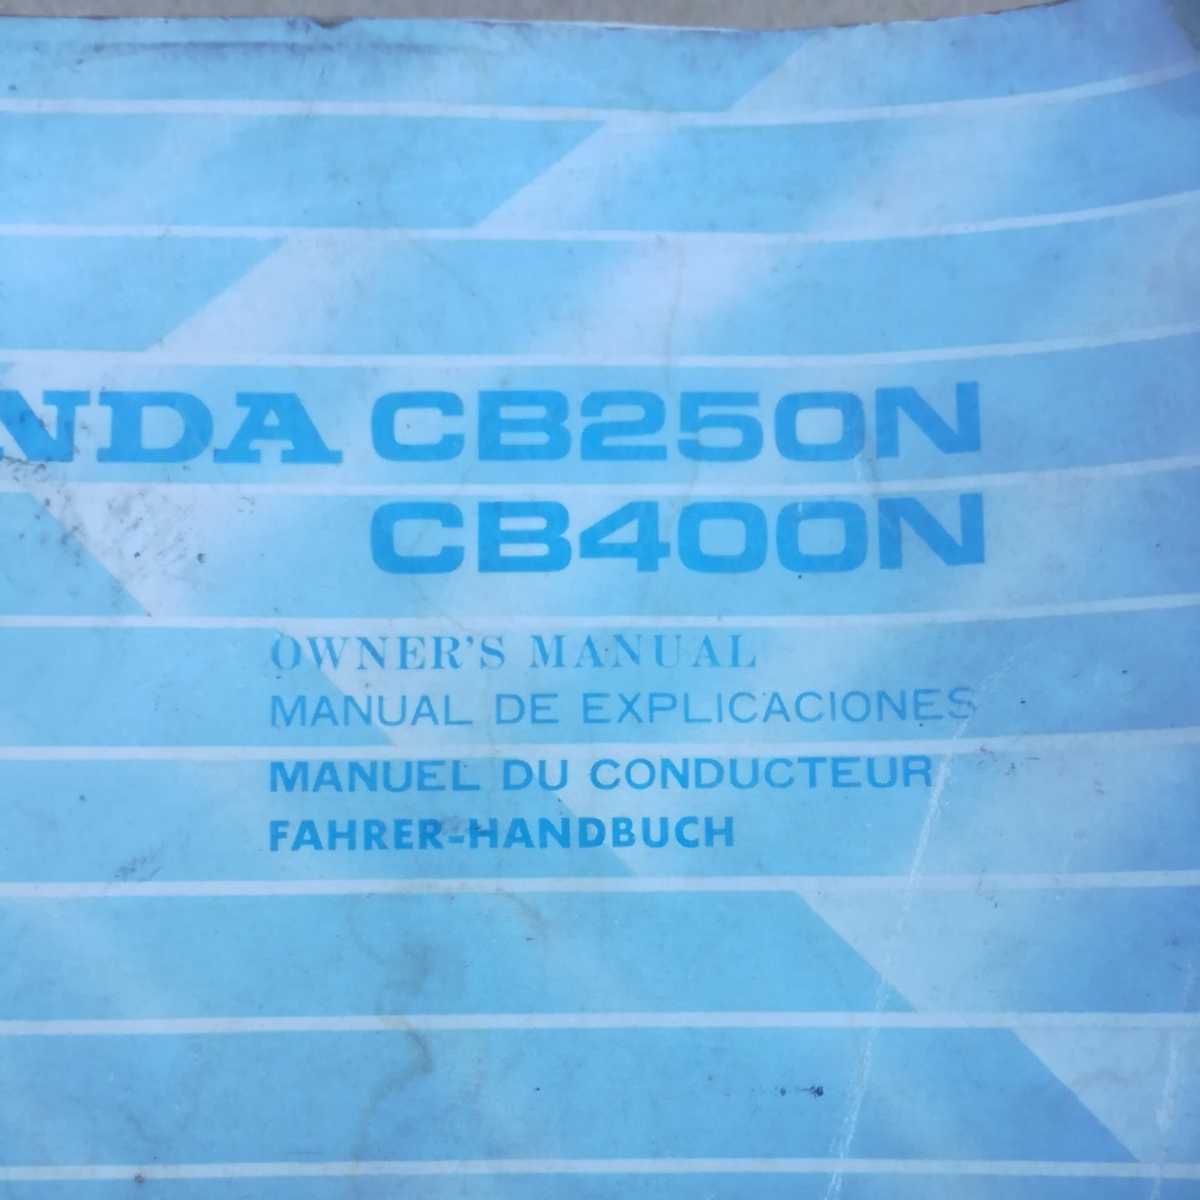 NDA CB250N
CB400N
OWNER'S MANUAL
MANUAL DE EXPLICACIONES
MANUEL DU CONDUCTEUR
FAHRER-HANDBUCH